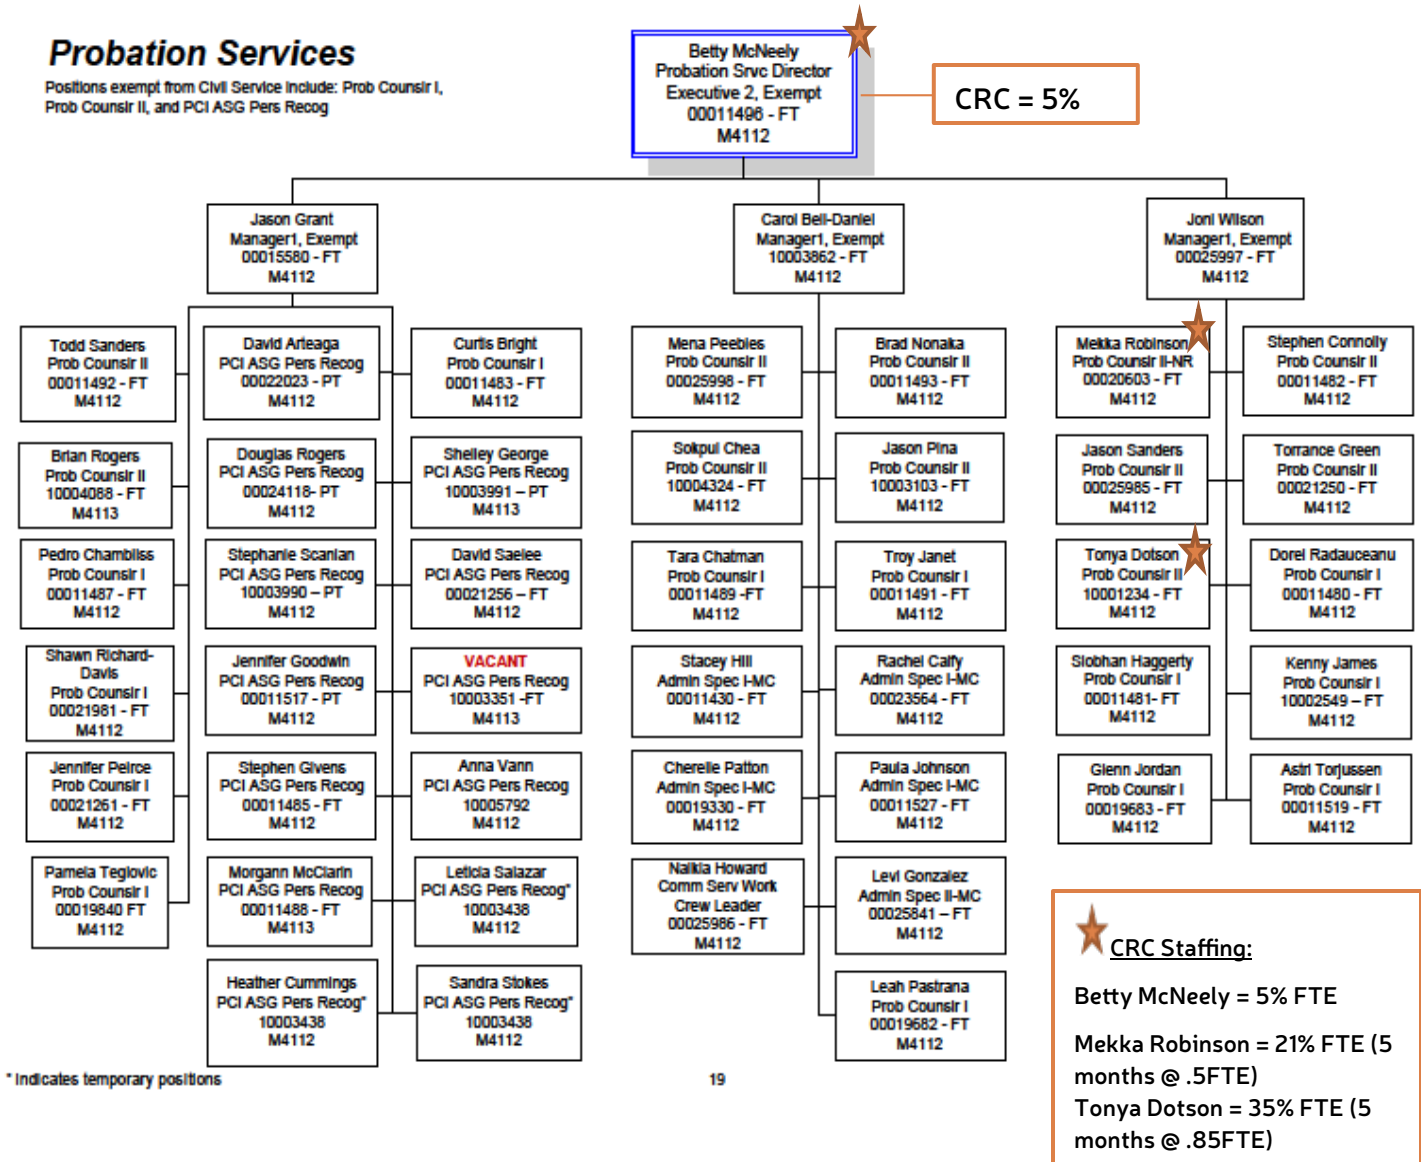 Probation Services
Positions exempt from Civil Service include: Prob Counslr I,
Prob Counslr II, and PCI ASG Pers Recog
Betty McNeely
Probation Srvc Director
Executive 2, Exempt
00011496 - FT
M4112
CRC = 5%
Jason Grant
Manager1, Exempt
00015580 - FT
M4112
Carol Bell-Daniel
Manager1, Exempt
10003862 - FT
M4112
Joni Wilson
Manager1, Exempt
00025997 - FT
M4112
Todd Sanders
Prob Counslr II
00011492 - FT
M4112
David Arteaga
PCI ASG Pers Recog
00022023 - PT
M4112
Curtis Bright
Prob Counslr I
00011483 - FT
M4112
Mena Peebles
Prob Counslr II
00025998 - FT
M4112
Brad Nonaka
Prob Counslr II
00011493 - FT
M4112
Mekka Robinson
Prob Counslr II-NR
00020603 - FT
M4112
Stephen Connolly
Prob Counslr II
00011482 - FT
M4112
Brian Rogers
Prob Counslr II
10004088 - FT
M4113
Douglas Rogers
PCI ASG Pers Recog
00024118- PT
M4112
Shelley George
PCI ASG Pers Recog
10003991 – PT
M4113
Sokpul Chea
Prob Counslr II
10004324 - FT
M4112
Jason Pina
Prob Counslr II
10003103 - FT
M4112
Jason Sanders
Prob Counslr II
00025985 - FT
M4112
Torrance Green
Prob Counslr II
00021250 - FT
M4112
Pedro Chambliss
Prob Counslr I
00011487 - FT
M4112
Stephanie Scanlan
PCI ASG Pers Recog
10003990 – PT
M4112
David Saelee
PCI ASG Pers Recog
00021256 – FT
M4112
Tara Chatman
Prob Counslr I
00011489 -FT
M4112
Troy Janet
Prob Counslr I
00011491 - FT
M4112
Tonya Dotson
Prob Counslr II
10001234 - FT
M4112
Dorel Radauceanu
Prob Counslr I
00011480 - FT
M4112
Shawn Richard-
Davis
Prob Counslr I
00021981 - FT
M4112
Jennifer Goodwin
PCI ASG Pers Recog
00011517 - PT
M4112
VACANT
PCI ASG Pers Recog
10003351 -FT
M4113
Stacey Hill
Admin Spec I-MC
00011430 - FT
M4112
Rachel Calfy
Admin Spec I-MC
00023564 - FT
M4112
Siobhan Haggerty
Prob Counslr I
00011481- FT
M4112
Kenny James
Prob Counslr I
10002549 – FT
M4112
Jennifer Peirce
Prob Counslr I
00021261 - FT
M4112
Stephen Givens
PCI ASG Pers Recog
00011485 - FT
M4112
Anna Vann
PCI ASG Pers Recog
10005792
M4112
Cherelle Patton
Admin Spec I-MC
00019330 - FT
M4112
Paula Johnson
Admin Spec I-MC
00011527 - FT
M4112
Glenn Jordan
Prob Counslr I
00019683 - FT
M4112
Astri Torjussen
Prob Counslr I
00011519 - FT
M4112
Pamela Teglovic
Prob Counslr I
00019840 FT
M4112
Morgann McClarin
PCI ASG Pers Recog
00011488 - FT
M4113
Leticia Salazar
PCI ASG Pers Recog*
10003438
M4112
Naikia Howard
Comm Serv Work
Crew Leader
00025986 - FT
M4112
Levi Gonzalez
Admin Spec II-MC
00025841 – FT
M4112
Heather Cummings
PCI ASG Pers Recog*
10003438
M4112
Sandra Stokes
PCI ASG Pers Recog*
10003438
M4112
Leah Pastrana
Prob Counslr I
00019682 - FT
M4112
CRC Staffing:
Betty McNeely = 5% FTE
Mekka Robinson = 21% FTE (5
months @ .5FTE)
Tonya Dotson = 35% FTE (5
months @ .85FTE)
* Indicates temporary positions
19